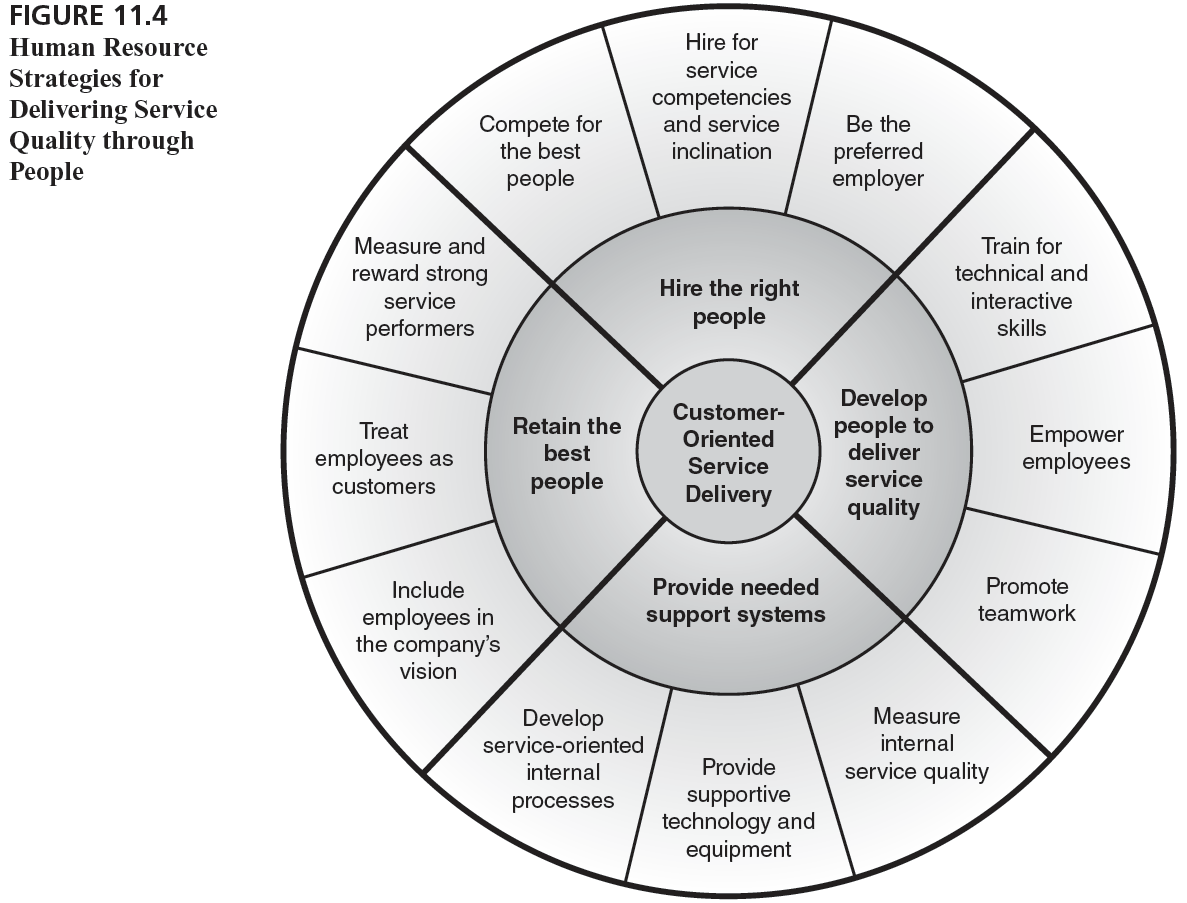 FIGURE 11.4
Human Resource
Strategies for
Delivering Service
Quality through
People
Hire for
service
competencies
and service
inclination
Compete for
the best
people
Be the
preferred
employer
Measure and
reward strong
service
performers
Train for
technical and
interactive
skills
Hire the right
people
Treat
employees as
customers
Retain the
best
people
Customer-
Oriented
Service
Delivery
Develop
people to
deliver
service
quality
Empower
employees
Include
employees in
the company’s
vision
Provide needed
support systems
Promote
teamwork
Develop
service-oriented
internal
processes
Provide
supportive
technology and
equipment
Measure
internal
service quality